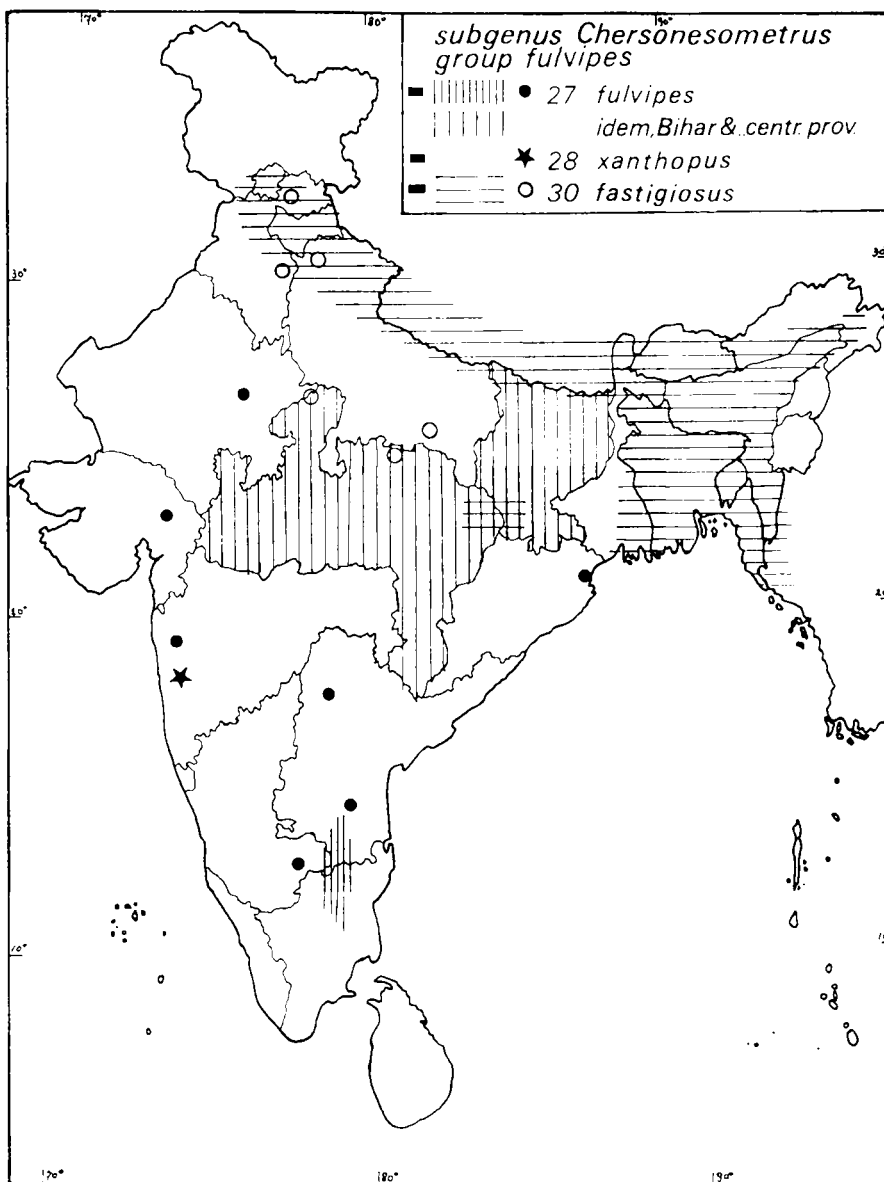 70° 80° 90°
subgenus Chersonesometrus
group fulvipes
27 fulvipes
idem, Bihar & centr. prov.
28 xanthopus
30 fastigiosus
30°
20°
10°
70° 80° 90°